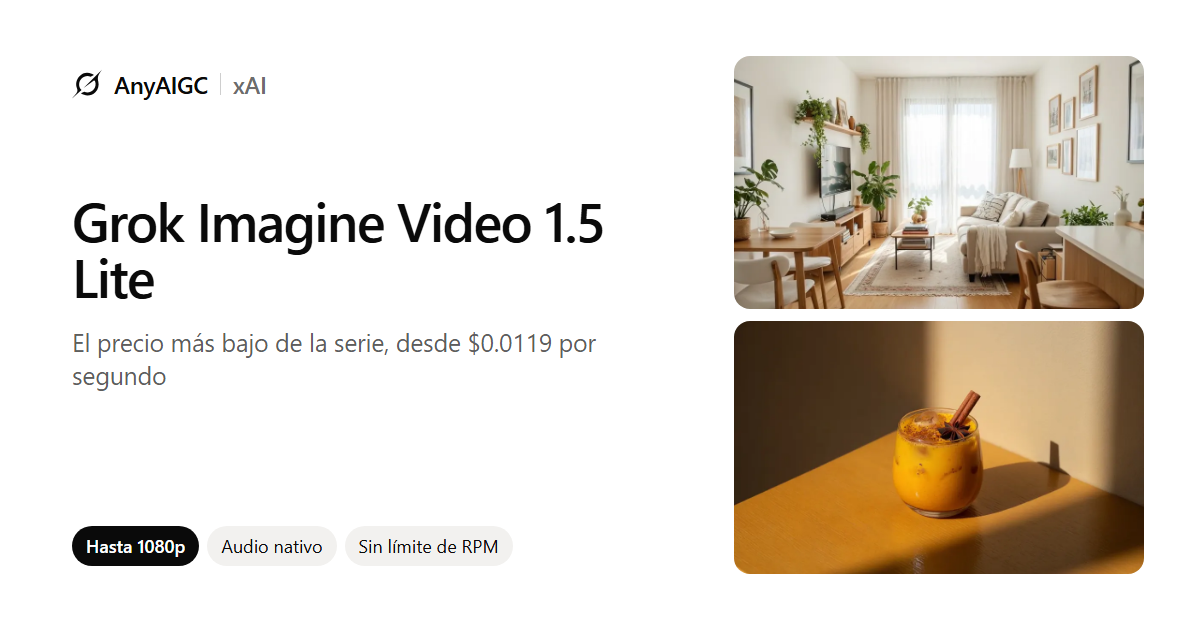 AnyAIGC | xAI
Grok Imagine Video 1.5
Lite
El precio más bajo de la serie, desde $0.0119 por
segundo
Hasta 1080p
Audio nativo
Sin límite de RPM